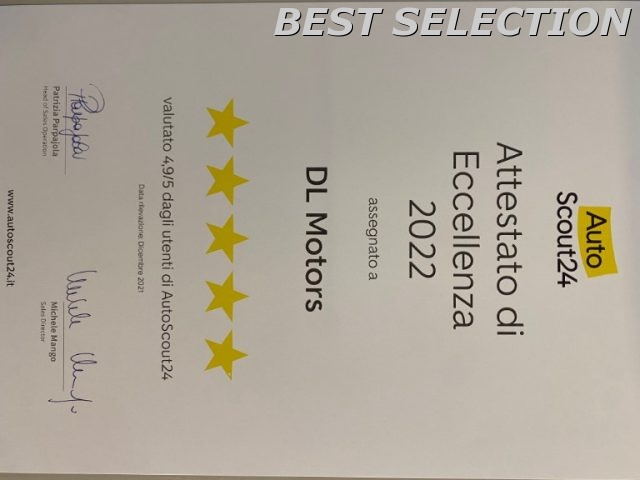 BEST SELECTION
Auto
Scout24
Attestato di
Eccellenza
2022
assegnato a
DL Motors
valutato 4,9/5 dagli utenti di AutoScout24
Data rilevazione: Dicembre 2021
Patrizia Parpajola
Head of Sales Operation
Michele Mango
Sales Director
www.autoscout24.it